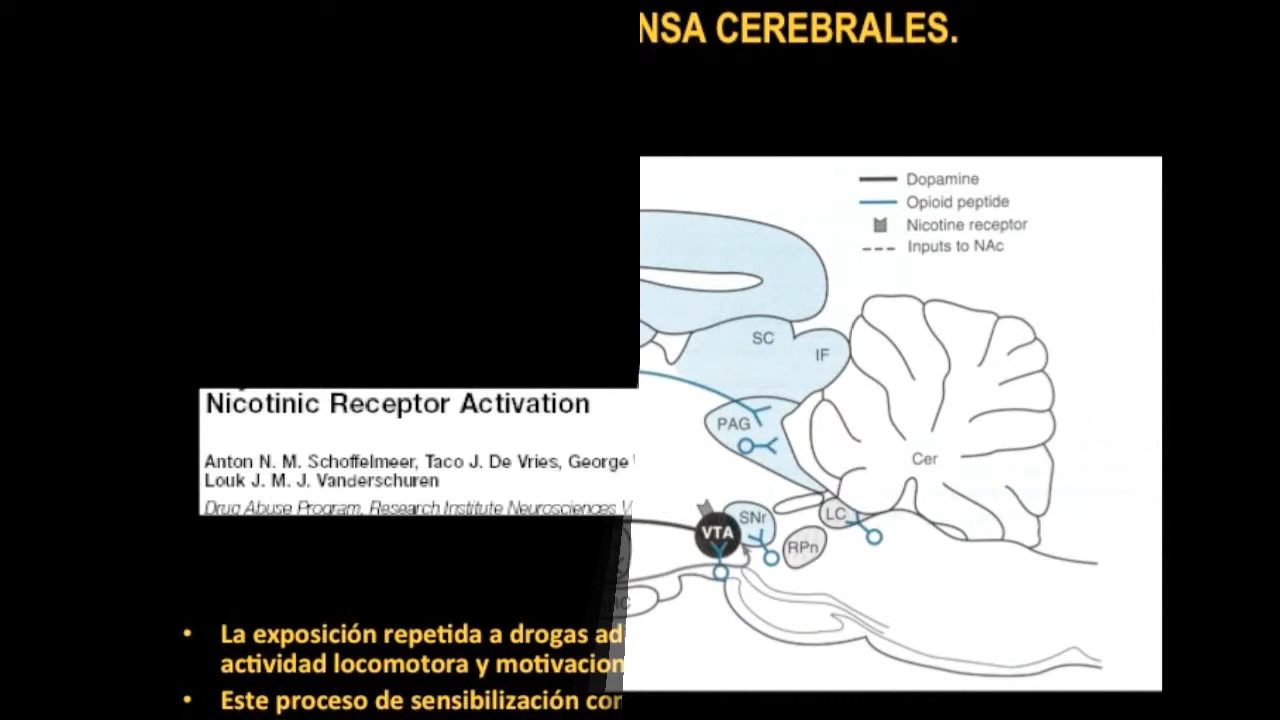 NSA CEREBRALES.
Dopamine
Opioid peptide
Nicotine receptor
Inputs to NAc
SC
IF
PAG
Cer
SNr
LC
VTA
RPn
Nicotinic Receptor Activation
Anton N. M. Schoffelmeer, Taco J. De Vries, George
Louk J. M. J. Vanderschuren
Drug Abuse Program, Research Institute Neurosciences V
• La exposición repetida a drogas ad
actividad locomotora y motivacion
• Este proceso de sensibilización con